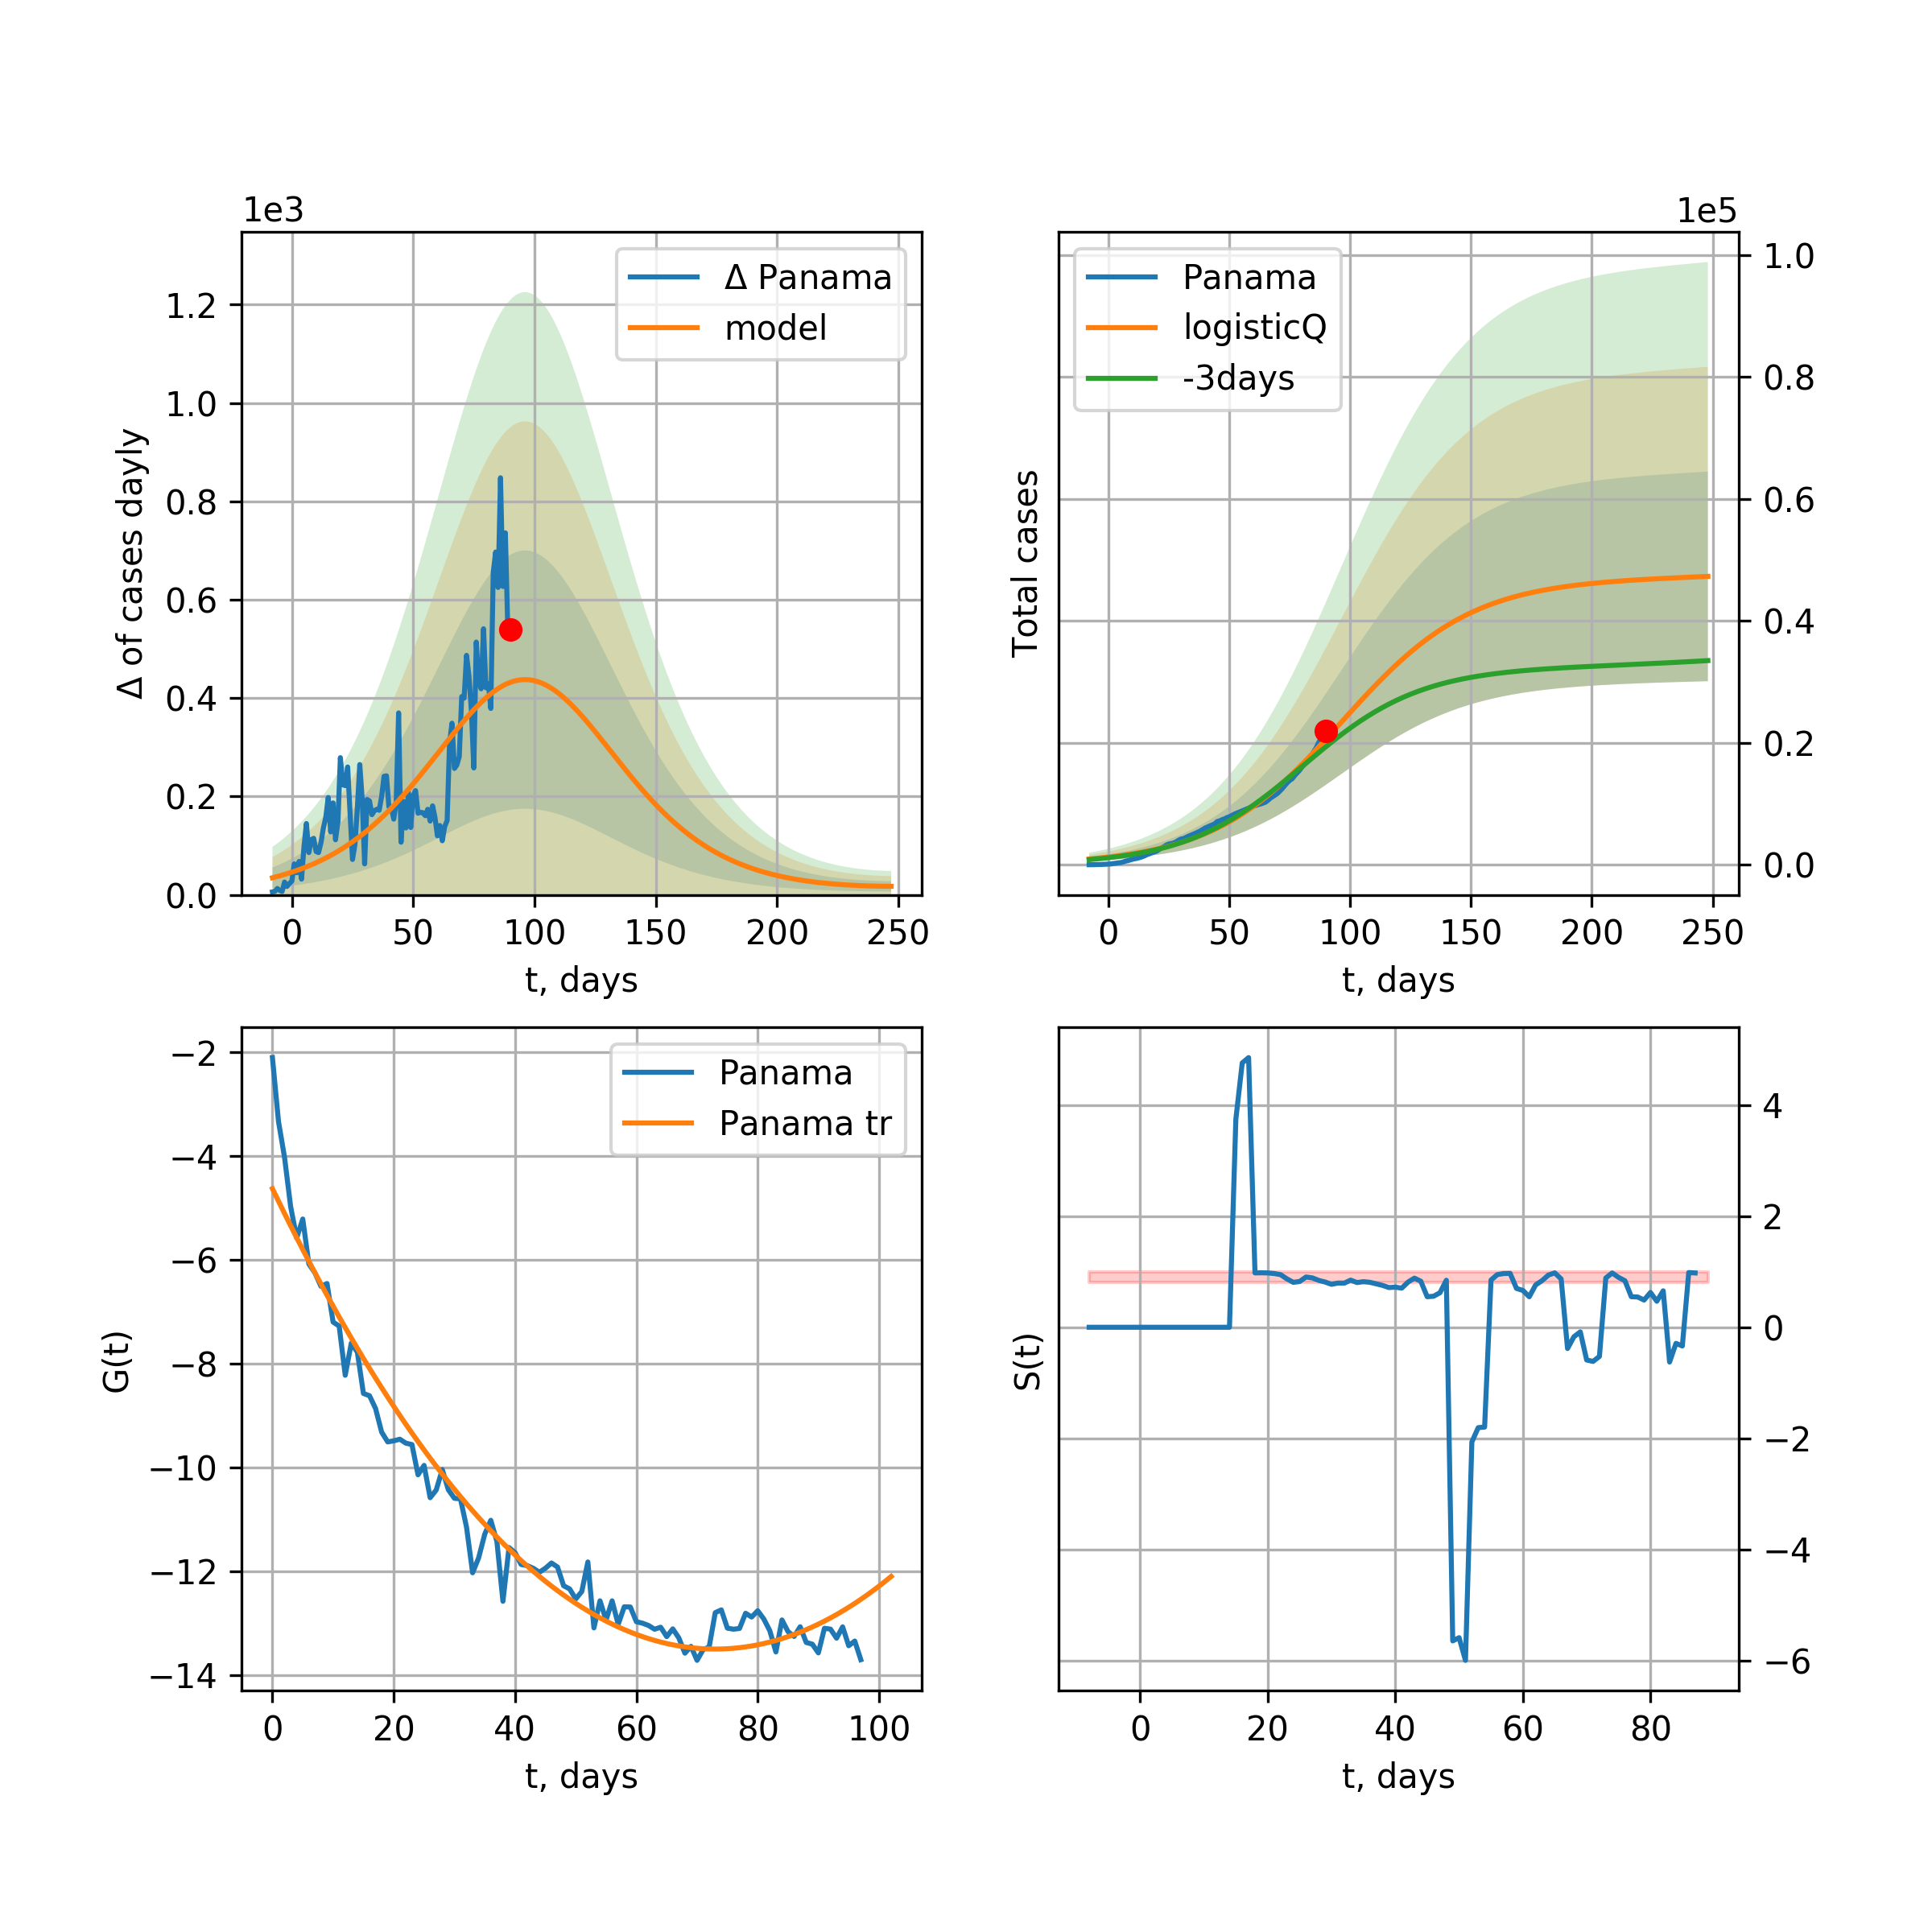 1e3
Δ Panama
model
1.2
1.0
0.8
0.6
0.4
0.2
0.0
Δ of cases dayly
0 50 100 150 200 250
t, days
1e5
Panama
logisticQ
-3days
1.0
0.8
0.6
0.4
0.2
0.0
Total cases
0 50 100 150 200 250
t, days
Panama
Panama tr
−2
−4
−6
−8
−10
−12
−14
G(t)
0 20 40 60 80 100
t, days
4
2
0
−2
−4
−6
S(t)
0 20 40 60 80
t, days